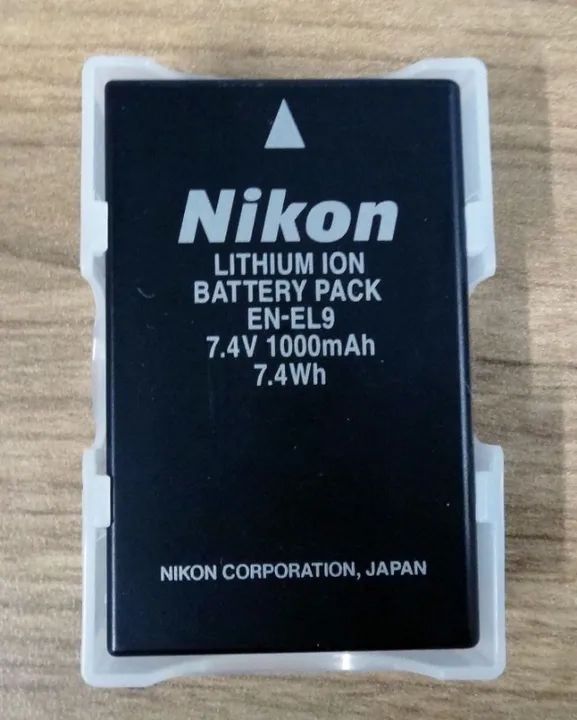 Nikon
LITHIUM ION
BATTERY PACK
EN-EL9
7.4V 1000mAh
7.4Wh
NIKON CORPORATION, JAPAN